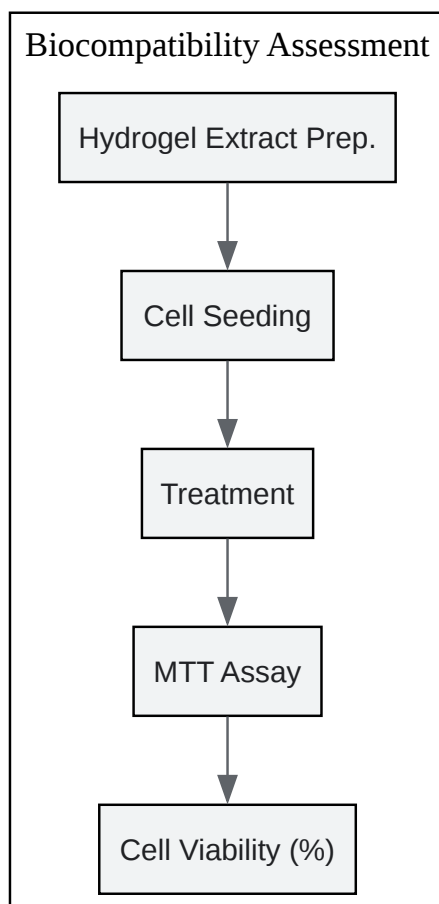 Biocompatibility Assessment
Hydrogel Extract Prep.
Cell Seeding
Treatment
MTT Assay
Cell Viability (%)